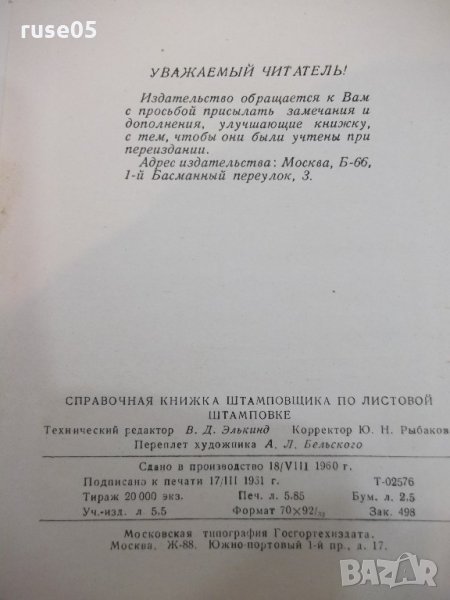 ruse05
УВАЖАЕМЫЙ ЧИТАТЕЛЬ!
Издательство обращается к Вам
с просьбой присылать замечания и
дополнения, улучшающие книжку,
с тем, чтобы они были учтены при
переиздании.
Адрес издательства: Москва, Б-66,
1-й Басманный переулок, 3.
СПРАВОЧНАЯ КНИЖКА ШТАМПОВЩИКА ПО ЛИСТОВОЙ
ШТАМПОВКЕ
Технический редактор В. Д. Элькинд Корректор Ю. Н. Рыбакова
Переплет художника А. Л. Бельского
Сдано в производство 18/VIII 1960 г.
Подписано к печати 17/III 1951 г. Т-02576
Тираж 20 000 экз. Печ. л. 5.85 Бум. л. 2.5
Уч.-изд. л 5.5 Формат 70×92/32 Зак. 498
Московская типография Госгортехиздата.
Москва, Ж-88. Южно-портовый 1-й пр., д. 17.
BAZAR